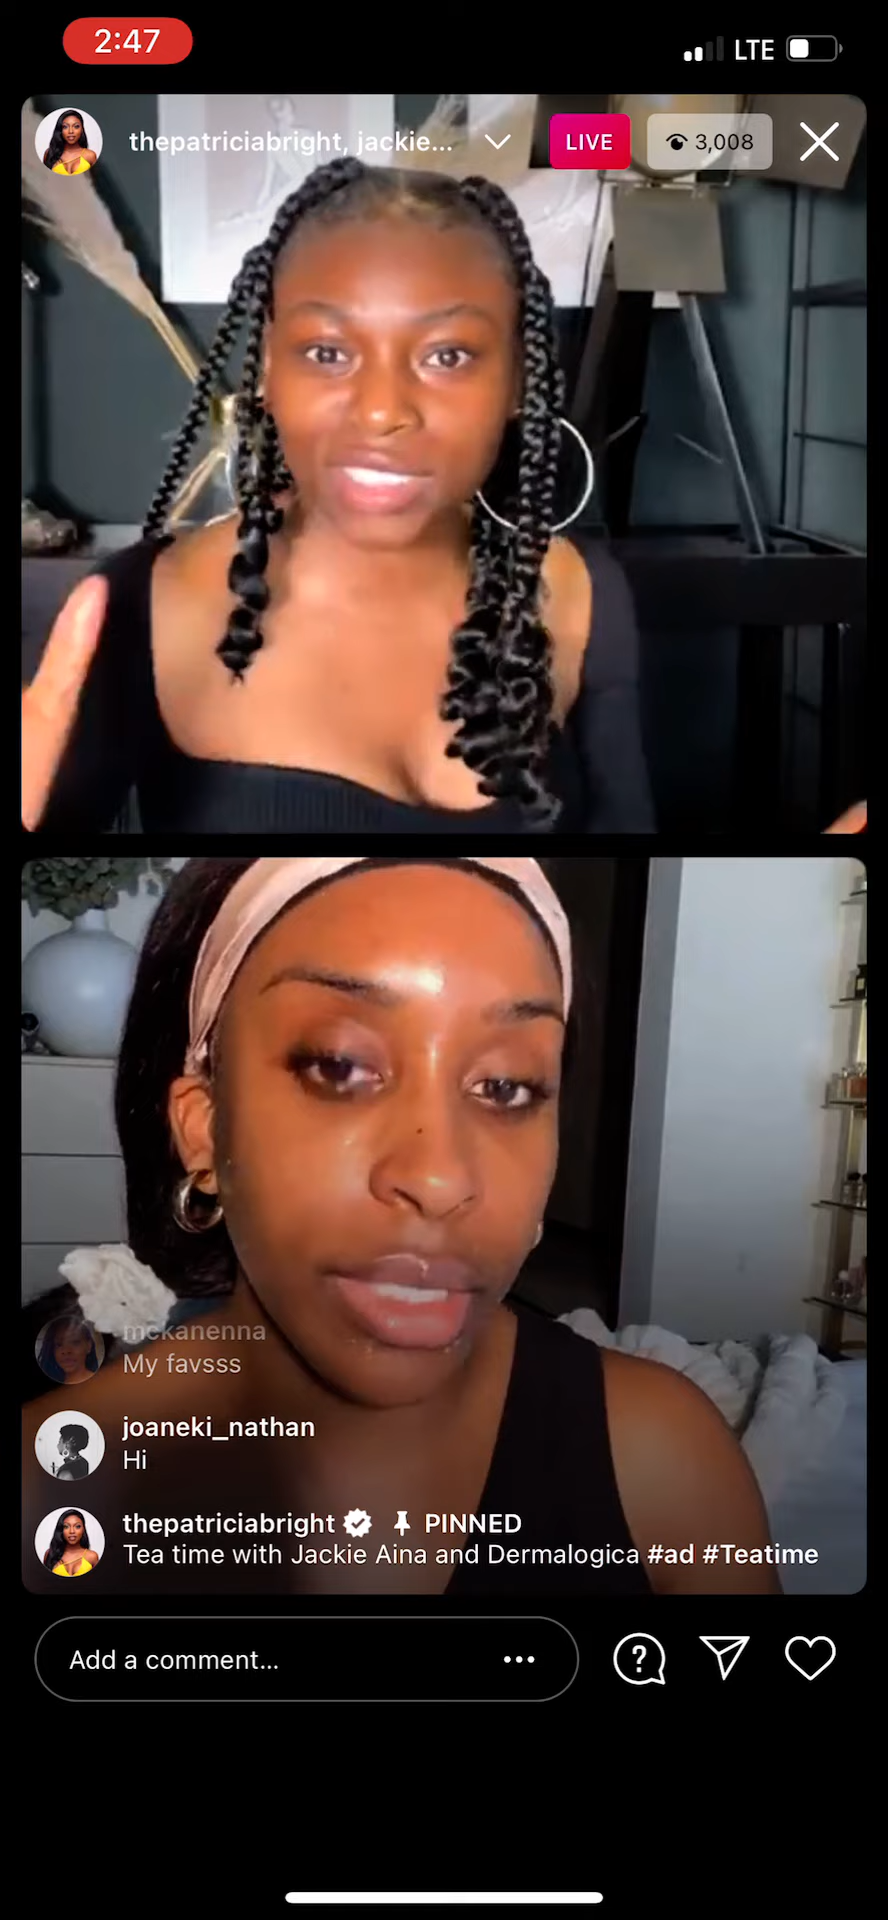 2:47
LTE
thepatriciabright, jackie...
LIVE
3,008
mckanenna
My favsss
joaneki_nathan
Hi
thepatriciabright PINNED
Tea time with Jackie Aina and Dermalogica #ad #Teatime
Add a comment...